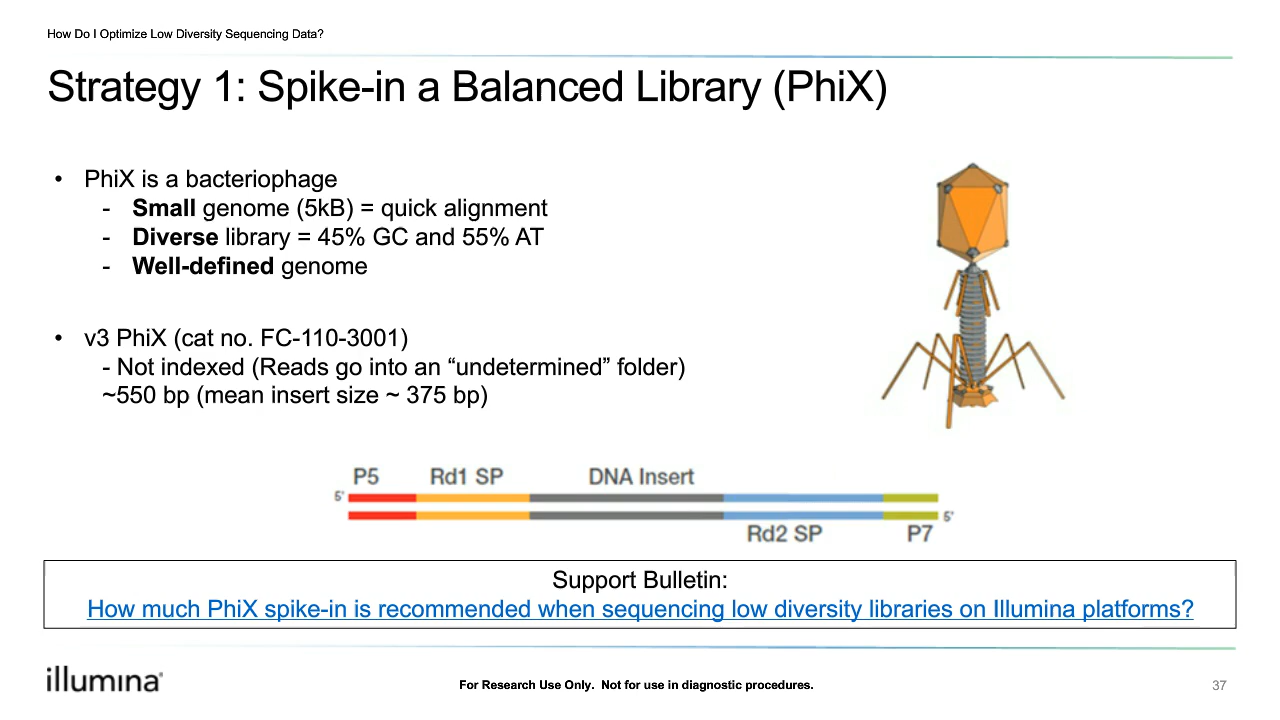 How Do I Optimize Low Diversity Sequencing Data?
Strategy 1: Spike-in a Balanced Library (PhiX)
• PhiX is a bacteriophage
- Small genome (5kB) = quick alignment
- Diverse library = 45% GC and 55% AT
- Well-defined genome
• v3 PhiX (cat no. FC-110-3001)
- Not indexed (Reads go into an “undetermined” folder)
~550 bp (mean insert size ~ 375 bp)
P5 Rd1 SP DNA Insert
5'
5'
Rd2 SP P7
Support Bulletin:
How much PhiX spike-in is recommended when sequencing low diversity libraries on Illumina platforms?
illumina®
For Research Use Only. Not for use in diagnostic procedures.
37